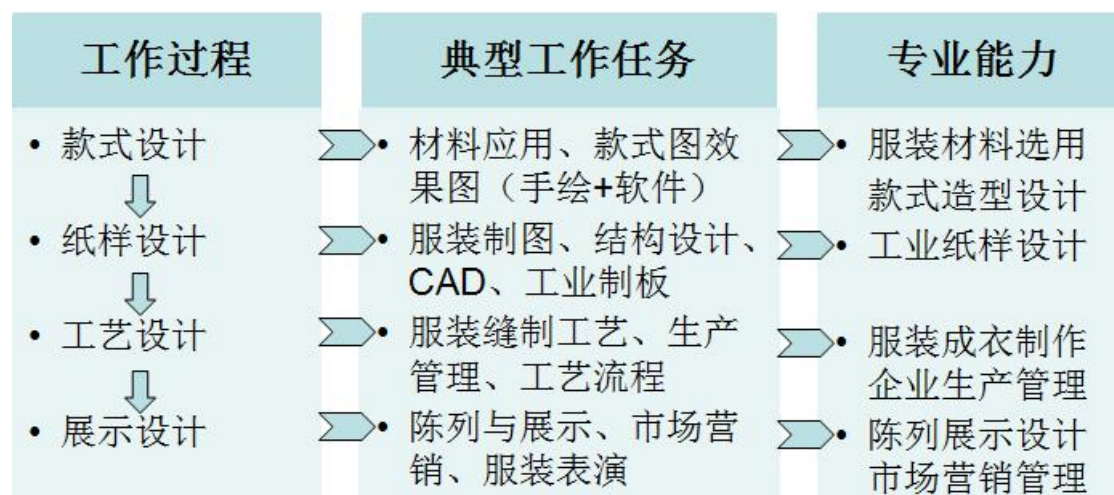 工作过程
• 款式设计
• 纸样设计
• 工艺设计
• 展示设计
典型工作任务
• 材料应用、款式图效
果图（手绘+软件）
• 服装制图、结构设计、
CAD、工业制板
• 服装缝制工艺、生产
管理、工艺流程
• 陈列与展示、市场营
销、服装表演
专业能力
• 服装材料选用
款式造型设计
• 工业纸样设计
• 服装成衣制作
企业生产管理
• 陈列展示设计
市场营销管理